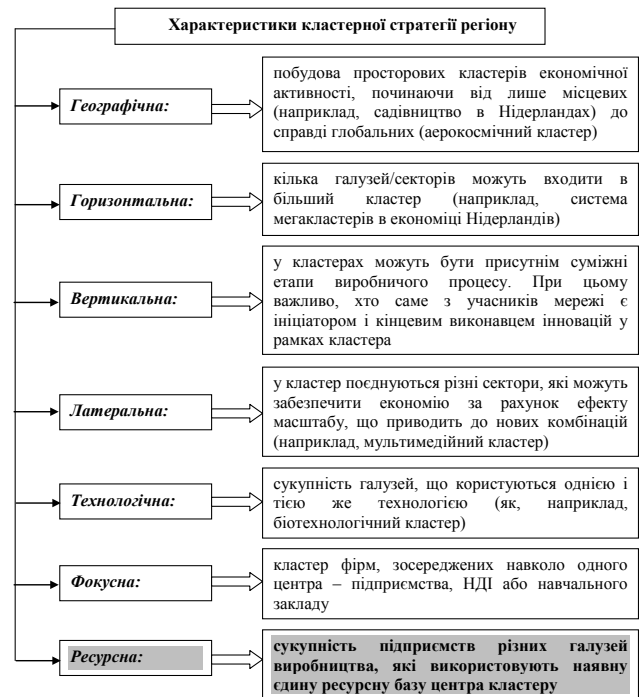 Характеристики кластерної стратегії регіону
Географічна:
побудова просторових кластерів економічної
активності, починаючи від лише місцевих
(наприклад, садівництво в Нідерландах) до
справді глобальних (аерокосмічний кластер)
Горизонтальна:
кілька галузей/секторів можуть входити в
більший кластер (наприклад, система
мегакластерів в економіці Нідерландів)
Вертикальна:
у кластерах можуть бути присутнім суміжні
етапи виробничого процесу. При цьому
важливо, хто саме з учасників мережі є
ініціатором і кінцевим виконавцем інновацій у
рамках кластера
Латеральна:
у кластер поєднуються різні сектори, які можуть
забезпечити економію за рахунок ефекту
масштабу, що приводить до нових комбінацій
(наприклад, мультимедійний кластер)
Технологічна:
сукупність галузей, що користуються однією і
тією же технологією (як, наприклад,
біотехнологічний кластер)
Фокусна:
кластер фірм, зосереджених навколо одного
центра – підприємства, НДІ або навчального
закладу
Ресурсна:
сукупність підприємств різних галузей
виробництва, які використовують наявну
єдину ресурсну базу центра кластеру